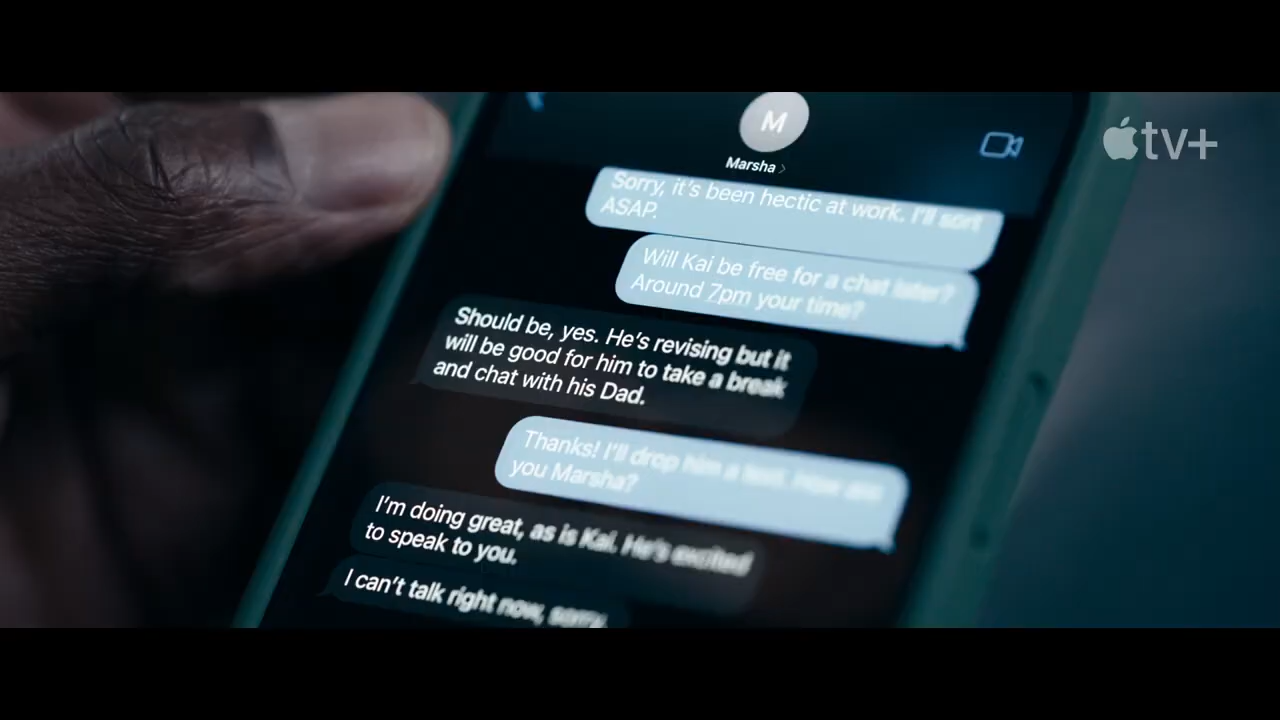 tv+
M
Marsha
Sorry, it's been hectic at work. I'll sort
ASAP.
Will Kai be free for a chat later?
Around 7pm your time?
Should be, yes. He's revising but it
will be good for him to take a break
and chat with his Dad.
Thanks! I'll drop him a text. How are
you Marsha?
I'm doing great, as is Kai. He's excited
to speak to you.
I can't talk right now, sorry.